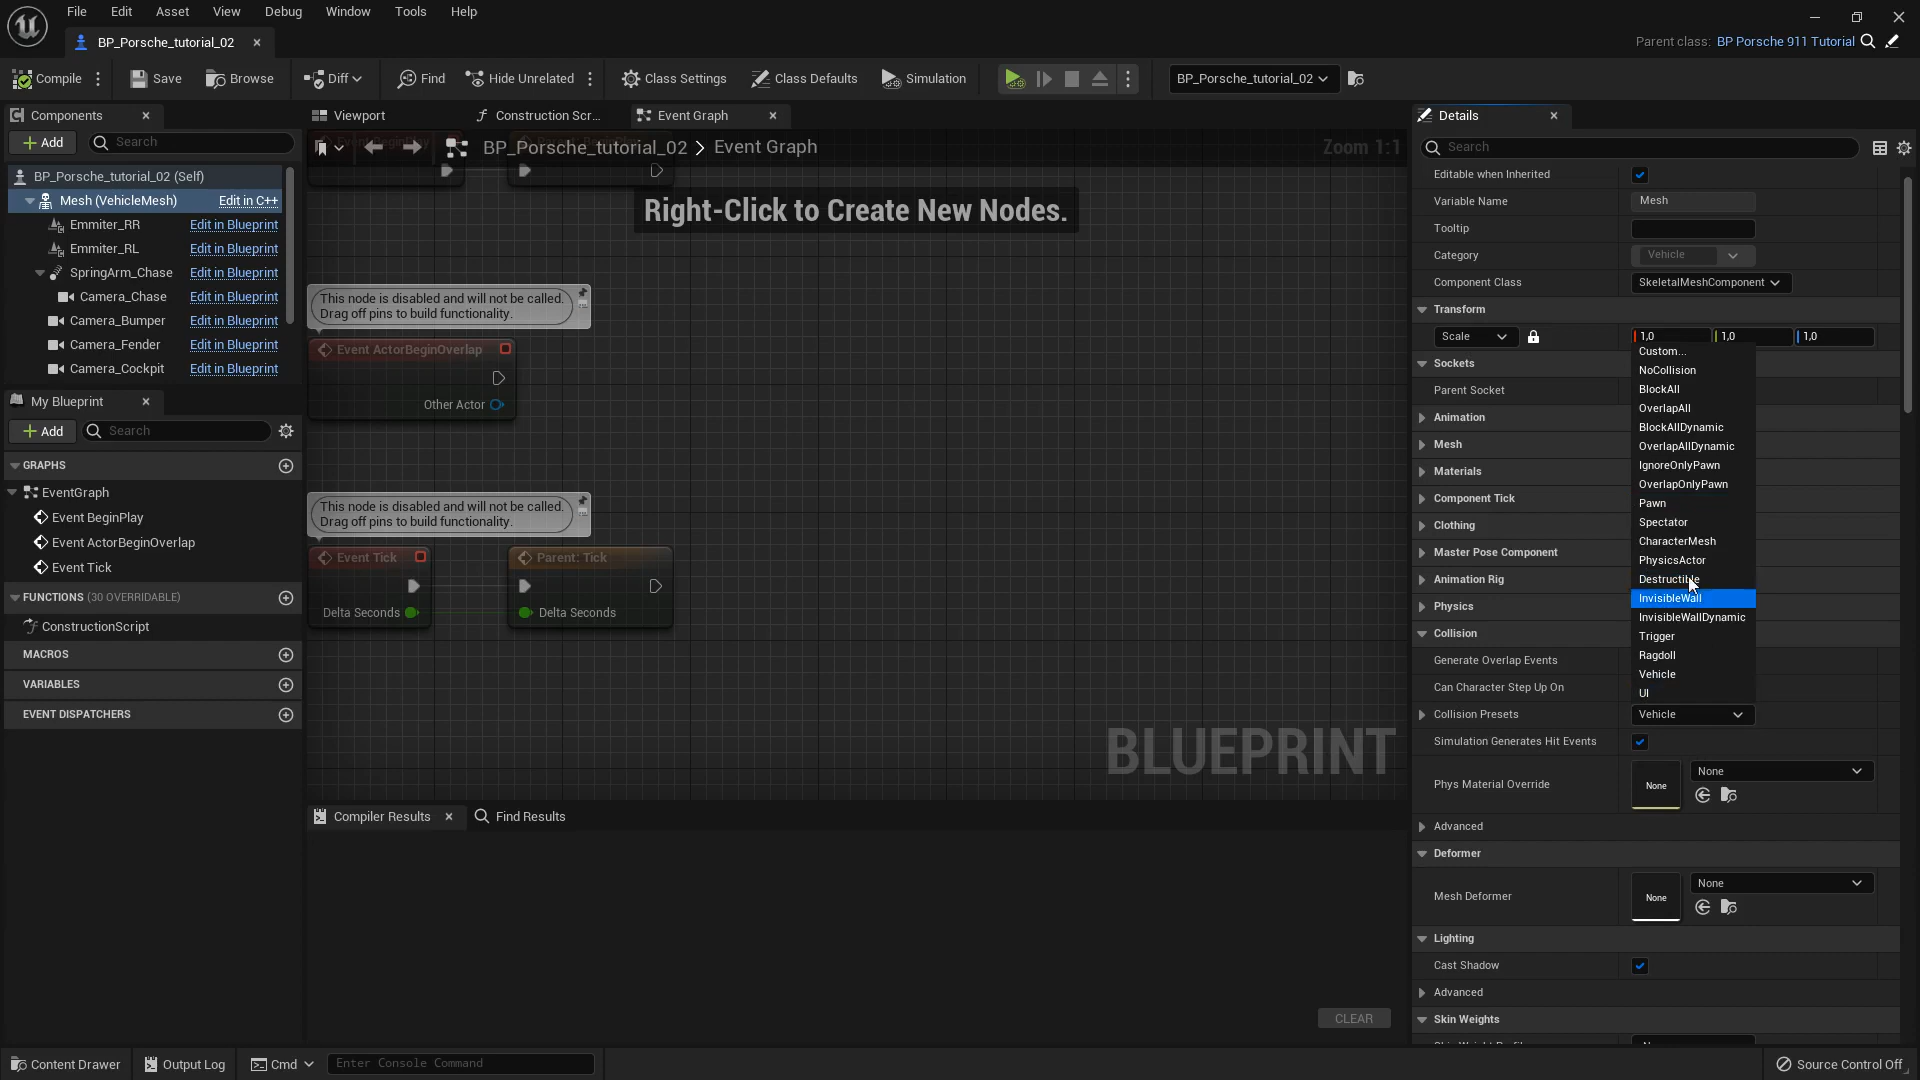 File Edit Asset View Debug Window Tools Help
BP_Porsche_tutorial_02
Parent class: BP Porsche 911 Tutorial
Compile Save Browse Diff Find Hide Unrelated Class Settings Class Defaults Simulation BP_Porsche_tutorial_02
Components
Add Search
BP_Porsche_tutorial_02 (Self)
Mesh (VehicleMesh) Edit in C++
Emmiter_RR Edit in Blueprint
Emmiter_RL Edit in Blueprint
SpringArm_Chase Edit in Blueprint
Camera_Chase Edit in Blueprint
Camera_Bumper Edit in Blueprint
Camera_Fender Edit in Blueprint
Camera_Cockpit Edit in Blueprint
My Blueprint
Add Search
GRAPHS
EventGraph
Event BeginPlay
Event ActorBeginOverlap
Event Tick
FUNCTIONS (30 OVERRIDABLE)
ConstructionScript
MACROS
VARIABLES
EVENT DISPATCHERS
Viewport Construction Scr... Event Graph
BP_Porsche_tutorial_02 > Event Graph
Zoom 1:1
Right-Click to Create New Nodes.
This node is disabled and will not be called.
Drag off pins to build functionality.
Event ActorBeginOverlap
Other Actor
This node is disabled and will not be called.
Drag off pins to build functionality.
Event Tick
Delta Seconds
Parent: Tick
Delta Seconds
BLUEPRINT
Compiler Results Find Results
CLEAR
Details
Search
Editable when Inherited
Variable Name Mesh
Tooltip
Category Vehicle
Component Class SkeletalMeshComponent
Transform
Scale 1,0 1,0 1,0
Sockets
Parent Socket
Animation
Mesh
Materials
Component Tick
Clothing
Master Pose Component
Animation Rig
Physics
Collision
Generate Overlap Events
Can Character Step Up On
Custom...
NoCollision
BlockAll
OverlapAll
BlockAllDynamic
OverlapAllDynamic
IgnoreOnlyPawn
OverlapOnlyPawn
Pawn
Spectator
CharacterMesh
PhysicsActor
Destructible
InvisibleWall
InvisibleWallDynamic
Trigger
Ragdoll
Vehicle
UI
Collision Presets Vehicle
Simulation Generates Hit Events
Phys Material Override None None
Advanced
Deformer
Mesh Deformer None None
Lighting
Cast Shadow
Advanced
Skin Weights
Content Drawer Output Log Cmd Enter Console Command
Source Control Off